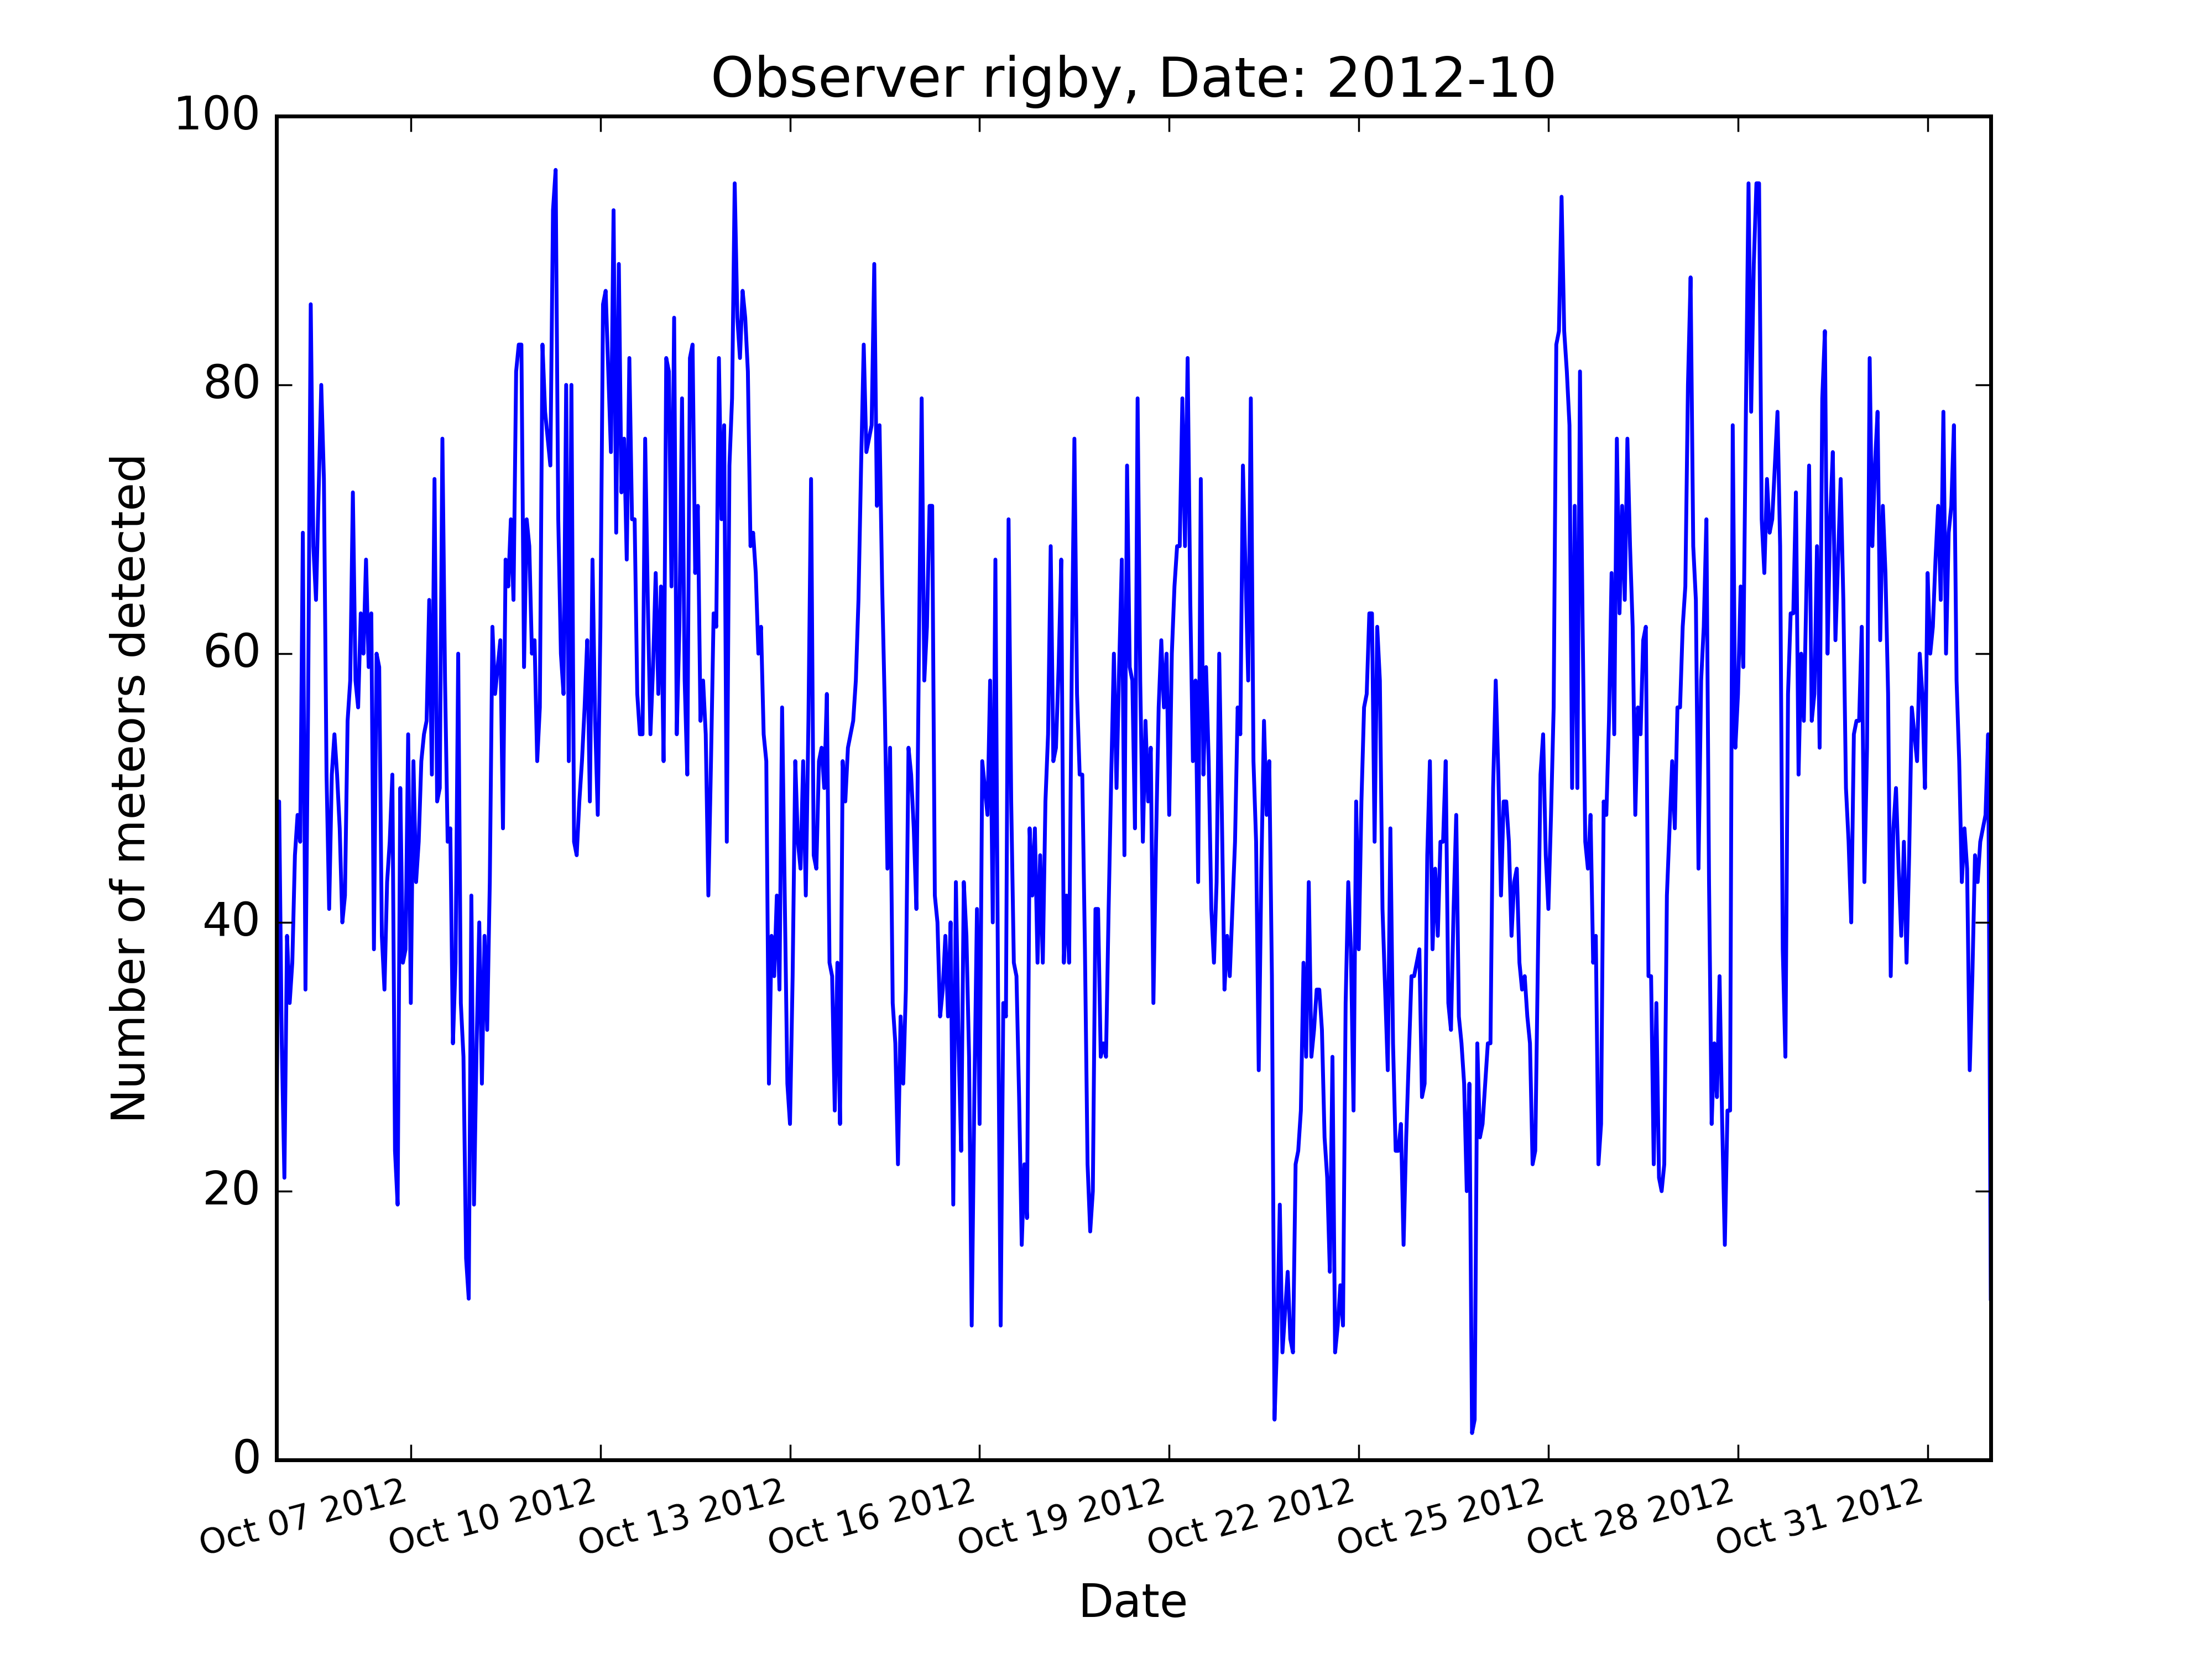 Observer rigby, Date: 2012-10
100
80
60
40
20
0
Number of meteors detected
Oct 07 2012
Oct 10 2012
Oct 13 2012
Oct 16 2012
Oct 19 2012
Oct 22 2012
Oct 25 2012
Oct 28 2012
Oct 31 2012
Date